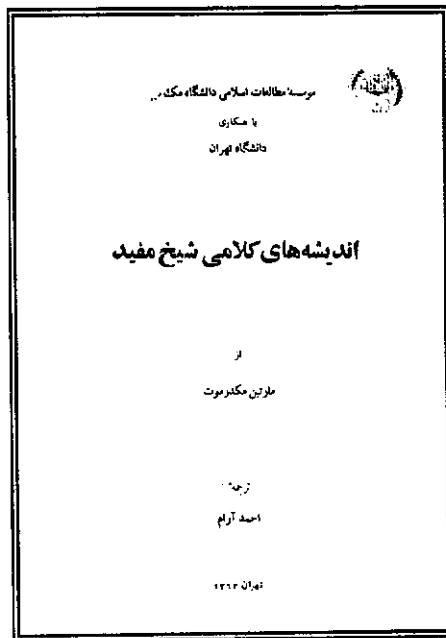 موسسهٔ مطالعات اسلامی دانشگاه مک
با همکاری
دانشگاه تهران
اندیشه‌های کلامی شیخ مفید
از
مارتین مکدرموت
ترجمهٔ
احمد آرام
تهران ۱۳۶۳